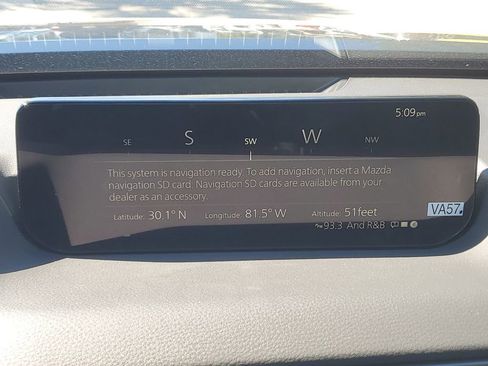 5:09pm
SE S SW W NW
This system is navigation ready. To add navigation, insert a Mazda
navigation SD card. Navigation SD cards are available from your
dealer as an accessory.
Latitude: 30.1° N Longitude: 81.5° W Altitude: 51feet
VA57
93.3 And R&B